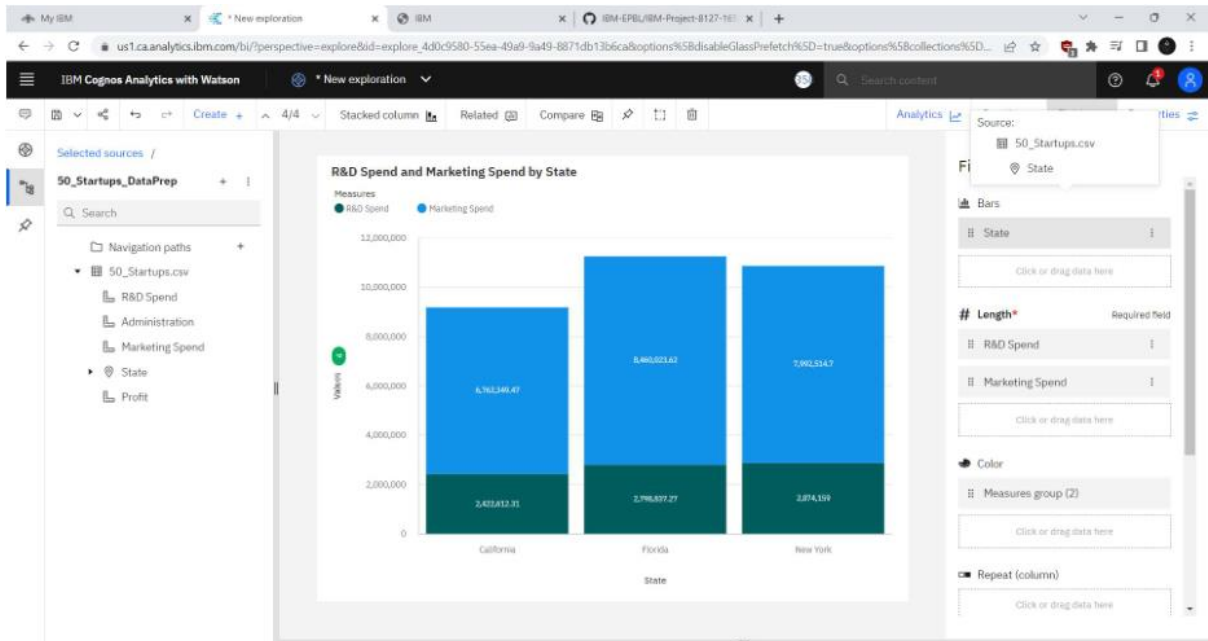 My IBM
* New exploration
IBM
IBM-EPBL/IBM-Project-8127-165
us1.ca.analytics.ibm.com/bi/?perspective=explore&id=explore_4d0c9580-55ea-49a9-9a49-8871db13b6ca&options%5BdisableGlassPrefetch%5D=true&options%5Bcollections%5D...
IBM Cognos Analytics with Watson
* New exploration
Search content
Create +
4/4
Stacked column
Related
Compare
Analytics
Source:
50_Startups.csv
State
Selected sources /
50_Startups_DataPrep
Search
Navigation paths
50_Startups.csv
R&D Spend
Administration
Marketing Spend
State
Profit
R&D Spend and Marketing Spend by State
Measures
R&D Spend Marketing Spend
12,000,000
10,000,000
8,000,000
6,000,000
4,000,000
2,000,000
0
Values
6,762,349.47
8,460,023.62
7,992,514.7
2,422,612.31
2,798,837.27
2,874,159
California Florida New York
State
Bars
State
Click or drag data here
# Length* Required field
R&D Spend
Marketing Spend
Click or drag data here
Color
Measures group (2)
Click or drag data here
Repeat (column)
Click or drag data here